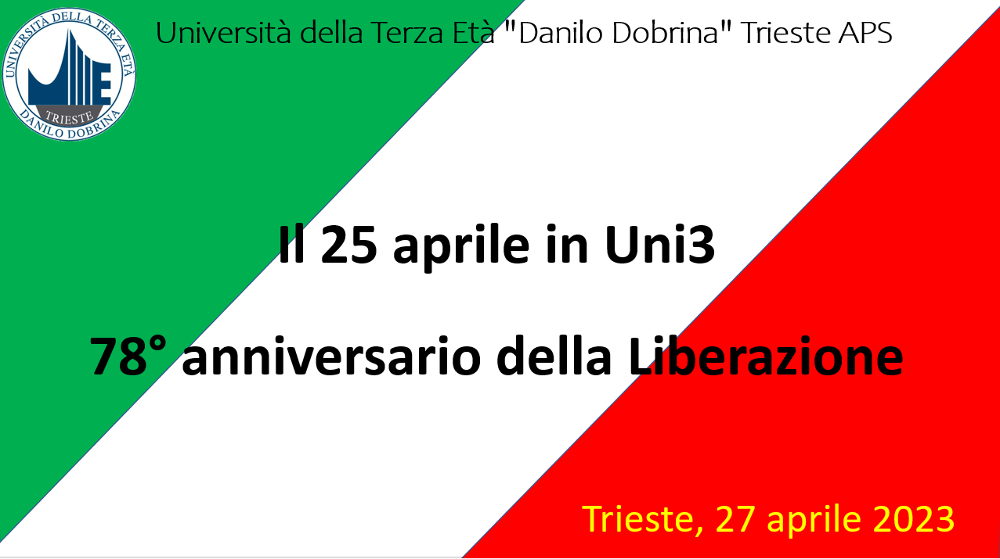 Università della Terza Età "Danilo Dobrina" Trieste APS
UNIVERSITÀ DELLA TERZA ETÀ
TRIESTE
DANILO DOBRINA
Il 25 aprile in Uni3
78° anniversario della Liberazione
Trieste, 27 aprile 2023